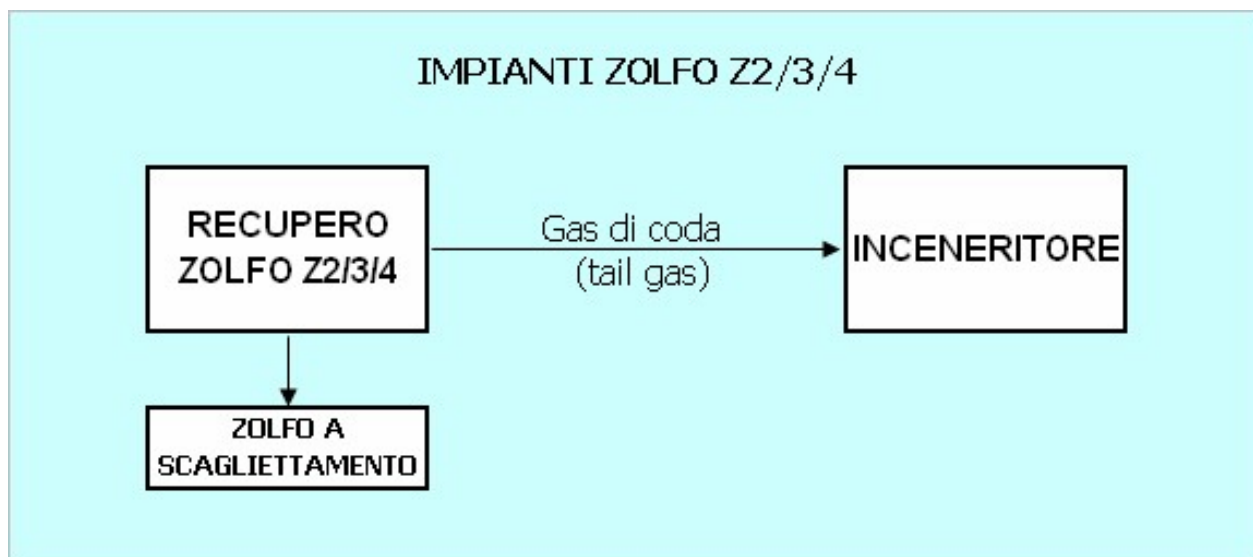 IMPIANTI ZOLFO Z2/3/4
RECUPERO
ZOLFO Z2/3/4
Gas di coda
(tail gas)
INCENERITORE
ZOLFO A
SCAGLIETTAMENTO